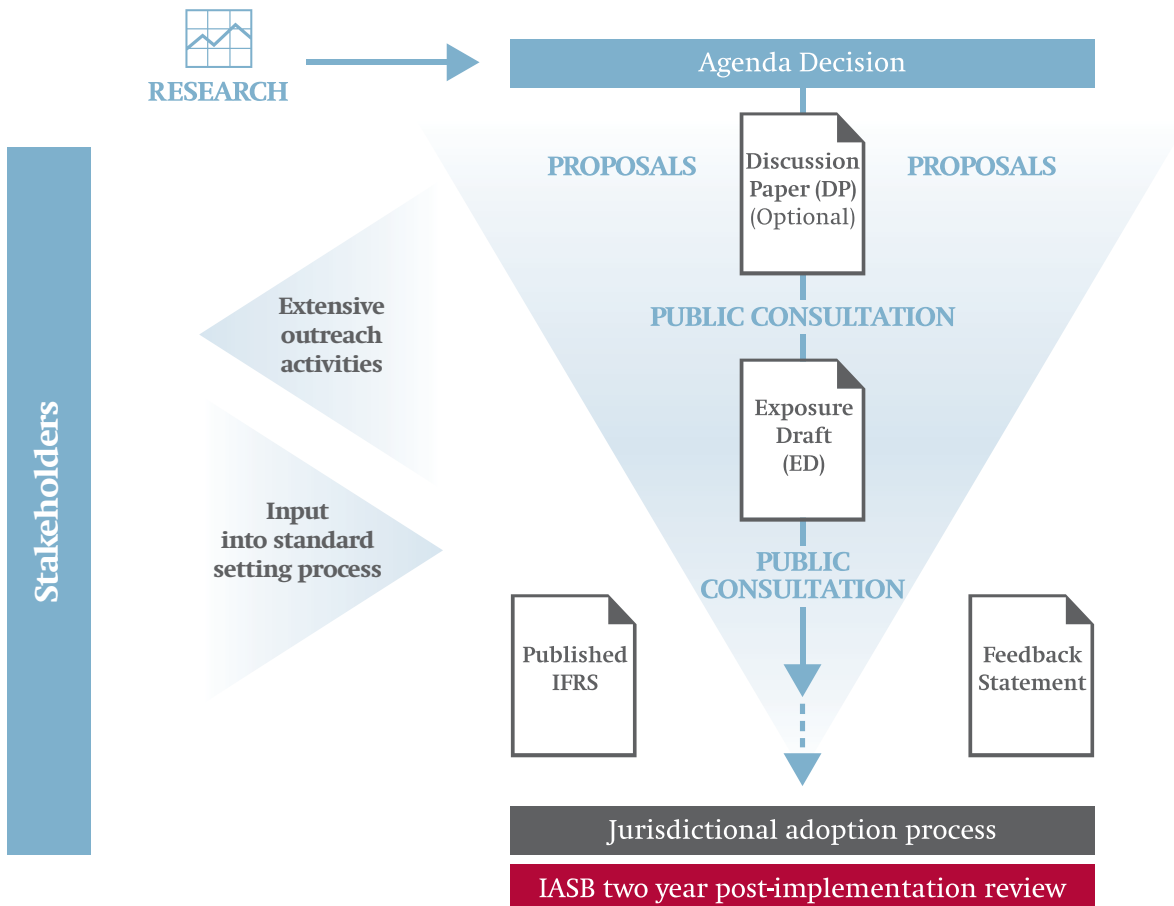 RESEARCH
Agenda Decision
PROPOSALS
Discussion
Paper (DP)
(Optional)
PROPOSALS
PUBLIC CONSULTATION
Exposure
Draft
(ED)
PUBLIC
CONSULTATION
Stakeholders
Extensive
outreach
activities
Input
into standard
setting process
Published
IFRS
Feedback
Statement
Jurisdictional adoption process
IASB two year post-implementation review